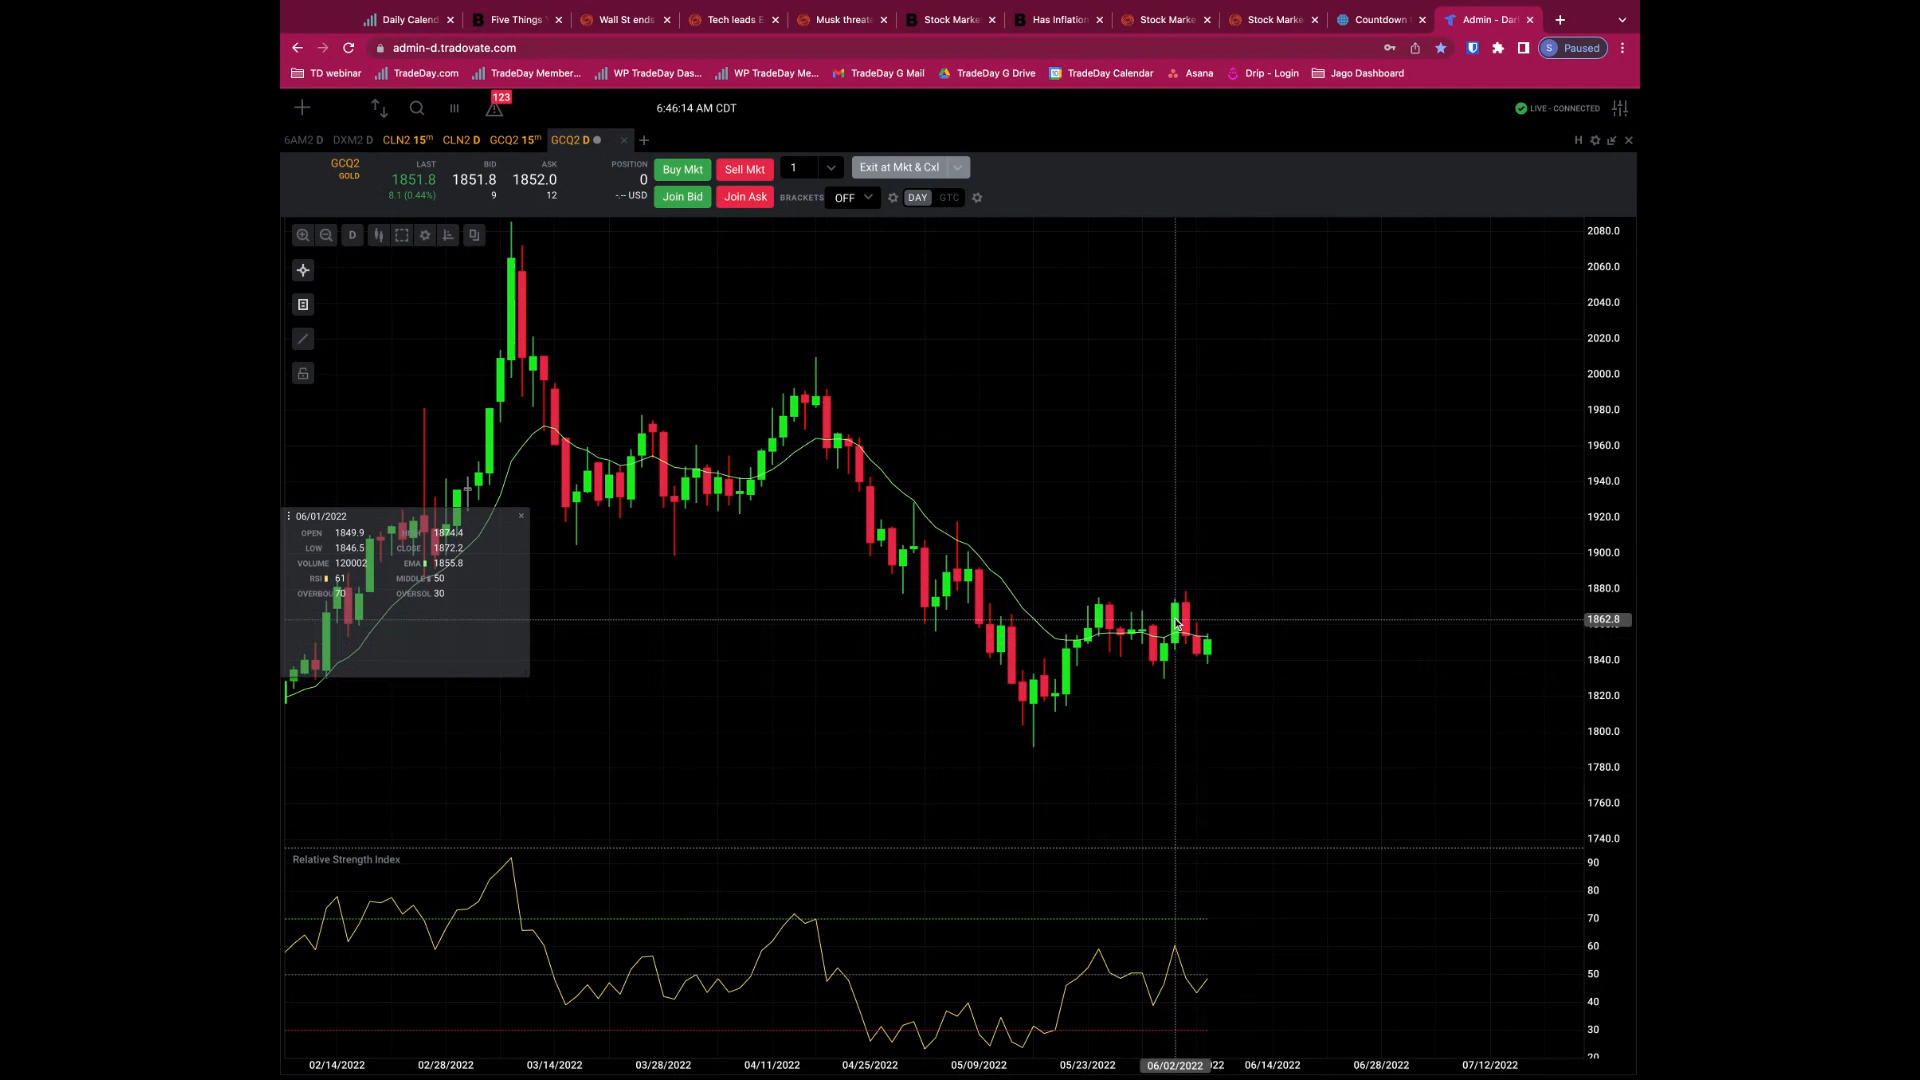 Daily Calend Five Things Wall St ends Tech leads E Musk threat Stock Marke Has Inflation Stock Marke Stock Marke Countdown Admin - Darl
admin-d.tradovate.com S Paused
TD webinar TradeDay.com TradeDay Member... WP TradeDay Das... WP TradeDay Me... TradeDay G Mail TradeDay G Drive TradeDay Calendar Asana Drip - Login Jago Dashboard
123
6:46:14 AM CDT LIVE - CONNECTED
6AM2 D DXM2 D CLN2 15m CLN2 D GCQ2 15m GCQ2 D H
GCQ2 LAST BID ASK POSITION Buy Mkt Sell Mkt 1 Exit at Mkt & Cxl
GOLD 1851.8 1851.8 1852.0 0
8.1 (0.44%) 9 12 -.-- USD Join Bid Join Ask BRACKETS OFF DAY GTC
D
2080.0
2060.0
2040.0
2020.0
2000.0
1980.0
1960.0
1940.0
1920.0
1900.0
1880.0
1862.8
1840.0
1820.0
1800.0
1780.0
1760.0
1740.0
06/01/2022
OPEN 1849.9 1874.4
LOW 1846.5 CLOSE 1872.2
VOLUME 120002 EMA 1855.8
RSI 61 MIDDLE 50
OVERBOU 70 OVERSOL 30
Relative Strength Index
90
80
70
60
50
40
30
20
02/14/2022 02/28/2022 03/14/2022 03/28/2022 04/11/2022 04/25/2022 05/09/2022 05/23/2022 06/02/2022 22 06/14/2022 06/28/2022 07/12/2022